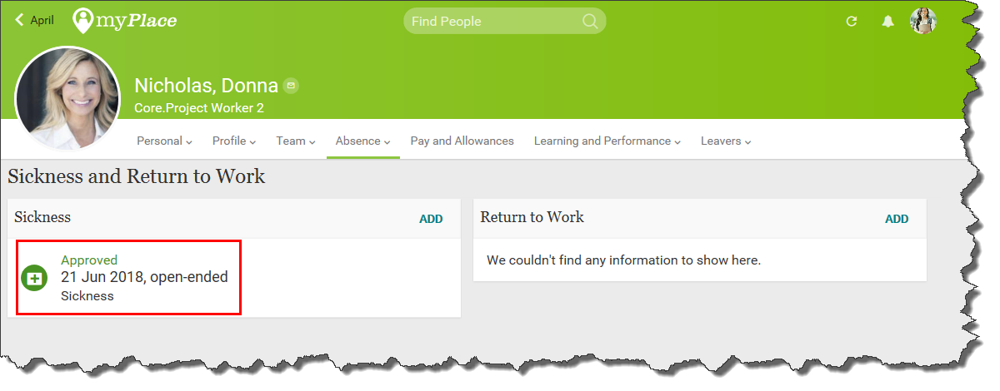 April
myPlace
Find People
Nicholas, Donna
Core.Project Worker 2
Personal
Profile
Team
Absence
Pay and Allowances
Learning and Performance
Leavers
Sickness and Return to Work
Sickness
ADD
Approved
21 Jun 2018, open-ended
Sickness
Return to Work
ADD
We couldn't find any information to show here.